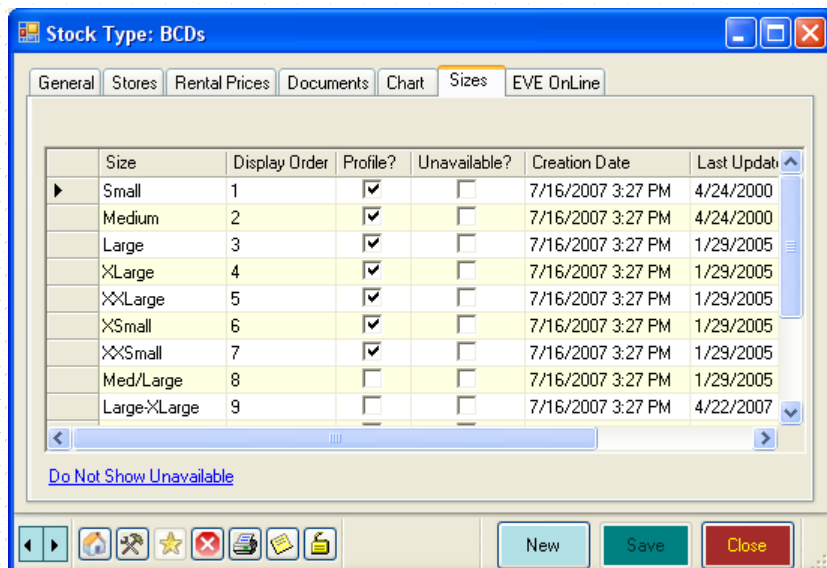 Stock Type: BCDs
General Stores Rental Prices Documents Chart Sizes EVE OnLine
Size Display Order Profile? Unavailable? Creation Date Last Updat
Small 1 7/16/2007 3:27 PM 4/24/2000
Medium 2 7/16/2007 3:27 PM 4/24/2000
Large 3 7/16/2007 3:27 PM 1/29/2005
XLarge 4 7/16/2007 3:27 PM 1/29/2005
XXLarge 5 7/16/2007 3:27 PM 1/29/2005
XSmall 6 7/16/2007 3:27 PM 1/29/2005
XXSmall 7 7/16/2007 3:27 PM 1/29/2005
Med/Large 8 7/16/2007 3:27 PM 1/29/2005
Large-XLarge 9 7/16/2007 3:27 PM 4/22/2007
Do Not Show Unavailable
New Save Close